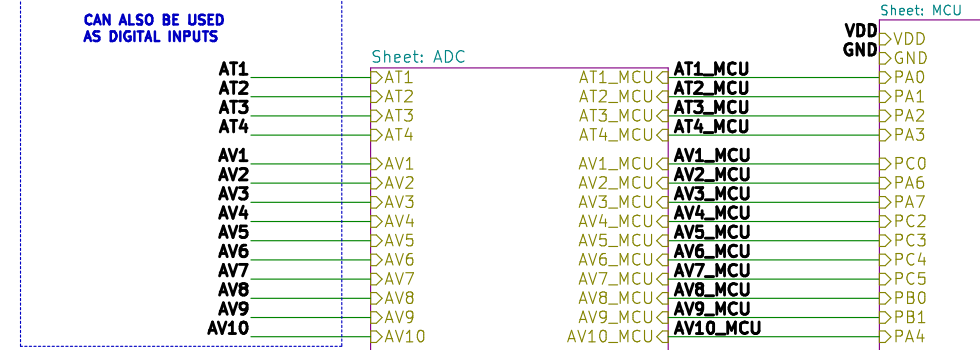 Sheet: MCU
CAN ALSO BE USED
AS DIGITAL INPUTS
Sheet: ADC
VDD VDD
GND GND
AT1 AT1 AT1_MCU AT1_MCU PA0
AT2 AT2 AT2_MCU AT2_MCU PA1
AT3 AT3 AT3_MCU AT3_MCU PA2
AT4 AT4 AT4_MCU AT4_MCU PA3
AV1 AV1 AV1_MCU AV1_MCU PC0
AV2 AV2 AV2_MCU AV2_MCU PA6
AV3 AV3 AV3_MCU AV3_MCU PA7
AV4 AV4 AV4_MCU AV4_MCU PC2
AV5 AV5 AV5_MCU AV5_MCU PC3
AV6 AV6 AV6_MCU AV6_MCU PC4
AV7 AV7 AV7_MCU AV7_MCU PC5
AV8 AV8 AV8_MCU AV8_MCU PB0
AV9 AV9 AV9_MCU AV9_MCU PB1
AV10 AV10 AV10_MCU AV10_MCU PA4